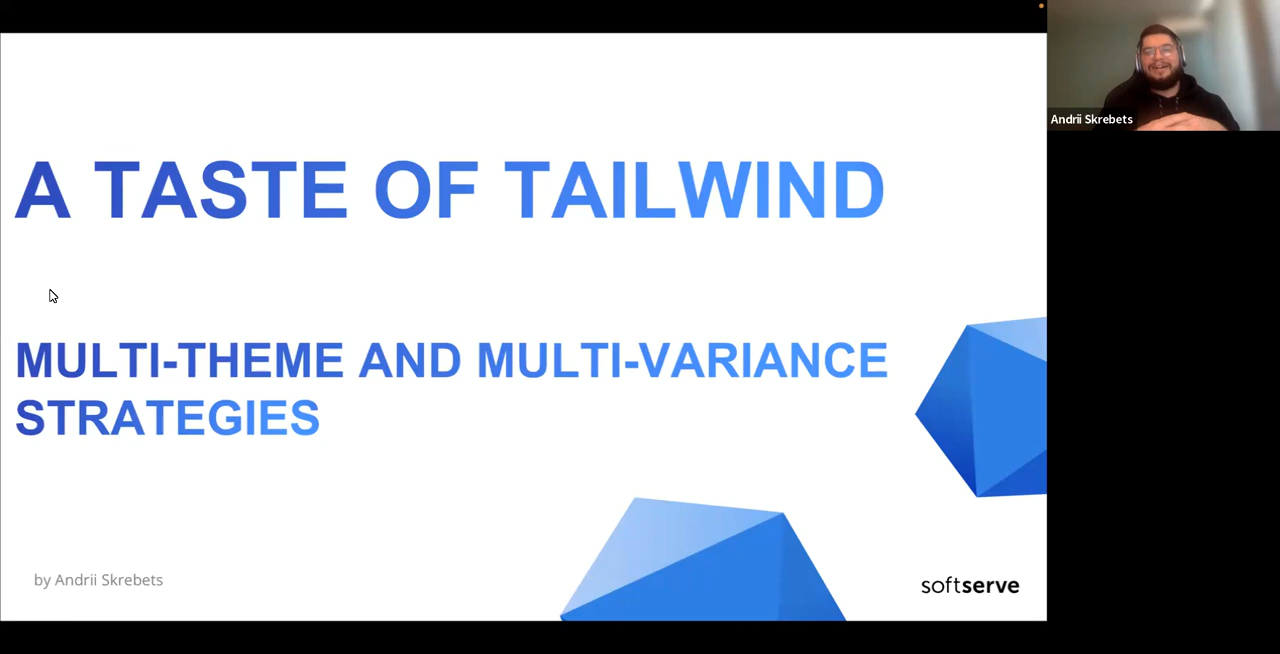 A TASTE OF TAILWIND
MULTI-THEME AND MULTI-VARIANCE
STRATEGIES
by Andrii Skrebets
softserve
Andrii Skrebets